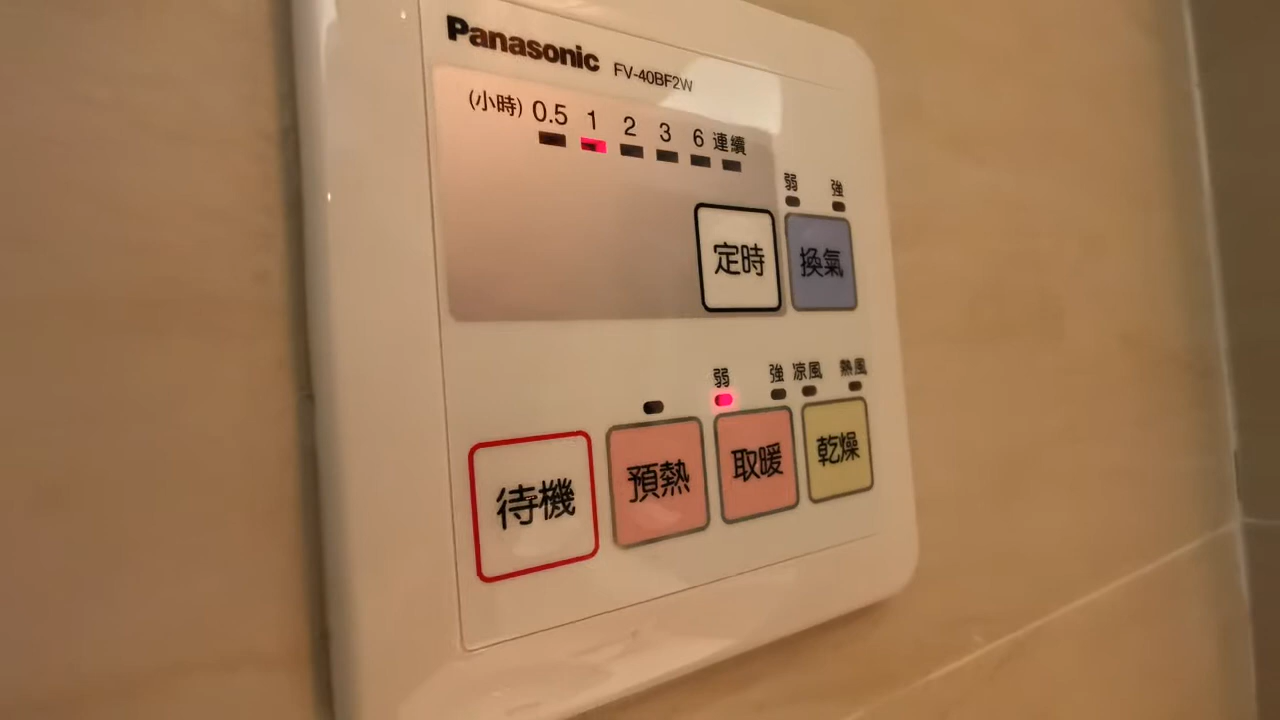 Panasonic FV-40BF2W
(小時) 0.5 1 2 3 6 連續
弱 強
定時 換氣
弱 強 凉風 熱風
待機 預熱 取暖 乾燥